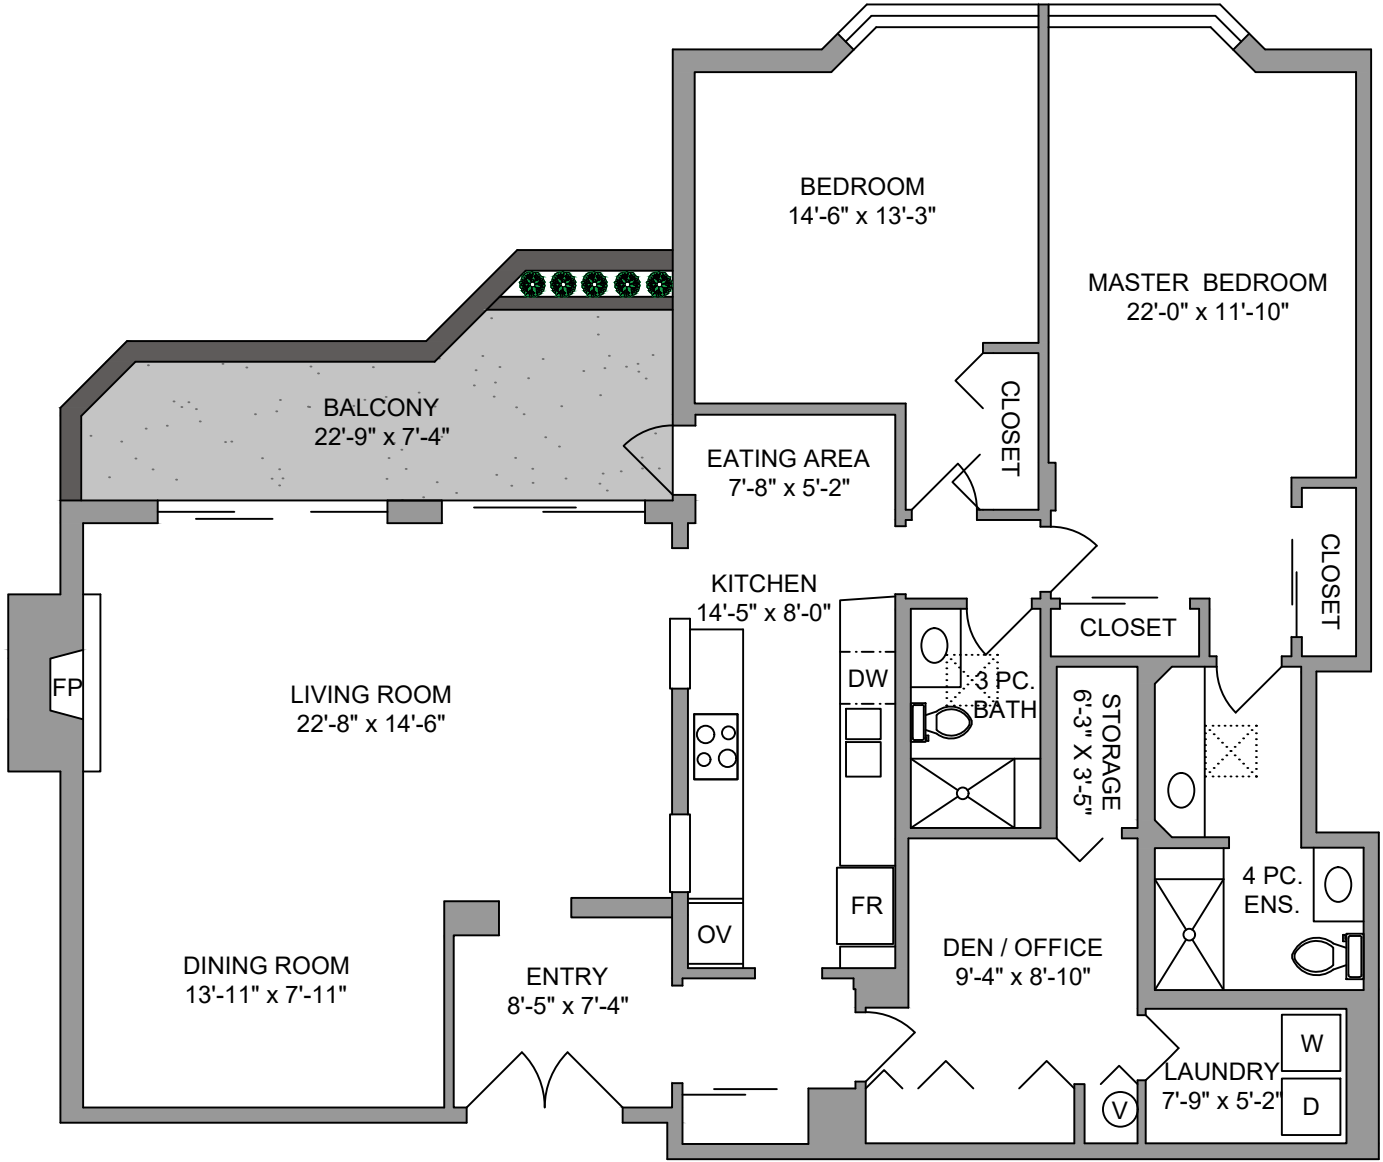 BEDROOM
14'-6" x 13'-3"
MASTER BEDROOM
22'-0" x 11'-10"
BALCONY
22'-9" x 7'-4"
CLOSET
EATING AREA
7'-8" x 5'-2"
CLOSET
KITCHEN
14'-5" x 8'-0"
CLOSET
FP
LIVING ROOM
22'-8" x 14'-6"
DW
3 PC.
BATH
STORAGE
6'-3" X 3'-5"
4 PC.
ENS.
FR
OV
DINING ROOM
13'-11" x 7'-11"
ENTRY
8'-5" x 7'-4"
DEN / OFFICE
9'-4" x 8'-10"
W
LAUNDRY
7'-9" x 5'-2"
D
V